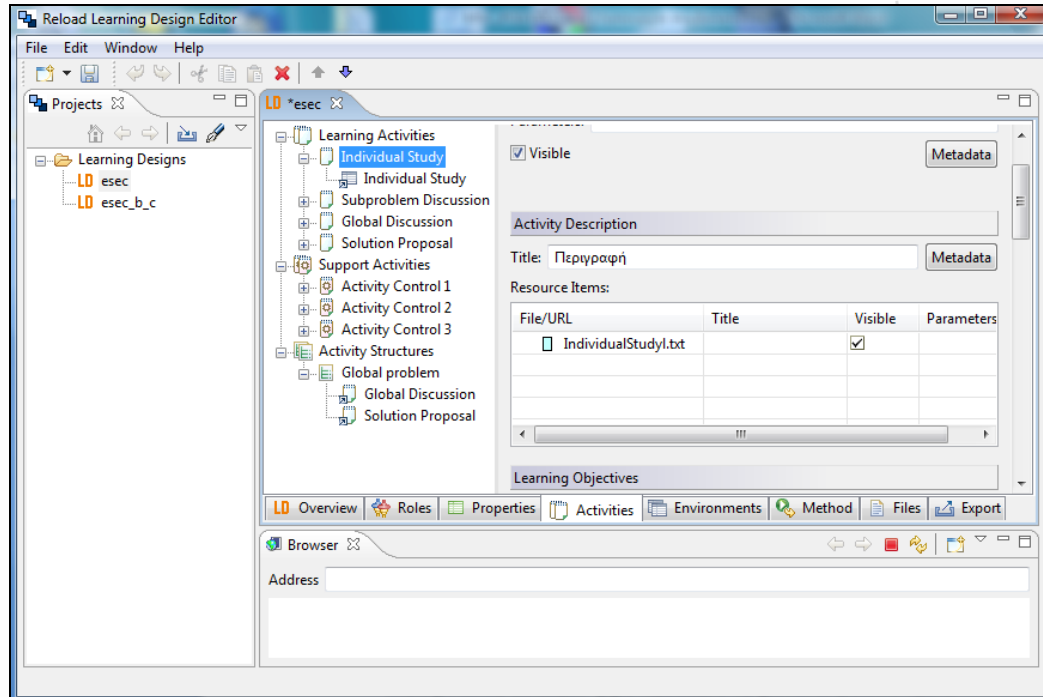 Reload Learning Design Editor
File Edit Window Help
Projects
Learning Designs
LD esec
LD esec_b_c
LD *esec
Learning Activities
Individual Study
Individual Study
Subproblem Discussion
Global Discussion
Solution Proposal
Support Activities
Activity Control 1
Activity Control 2
Activity Control 3
Activity Structures
Global problem
Global Discussion
Solution Proposal
Visible Metadata
Activity Description
Title: Περιγραφή Metadata
Resource Items:
File/URL Title Visible Parameters
IndividualStudyl.txt
Learning Objectives
LD Overview Roles Properties Activities Environments Method Files Export
Browser
Address